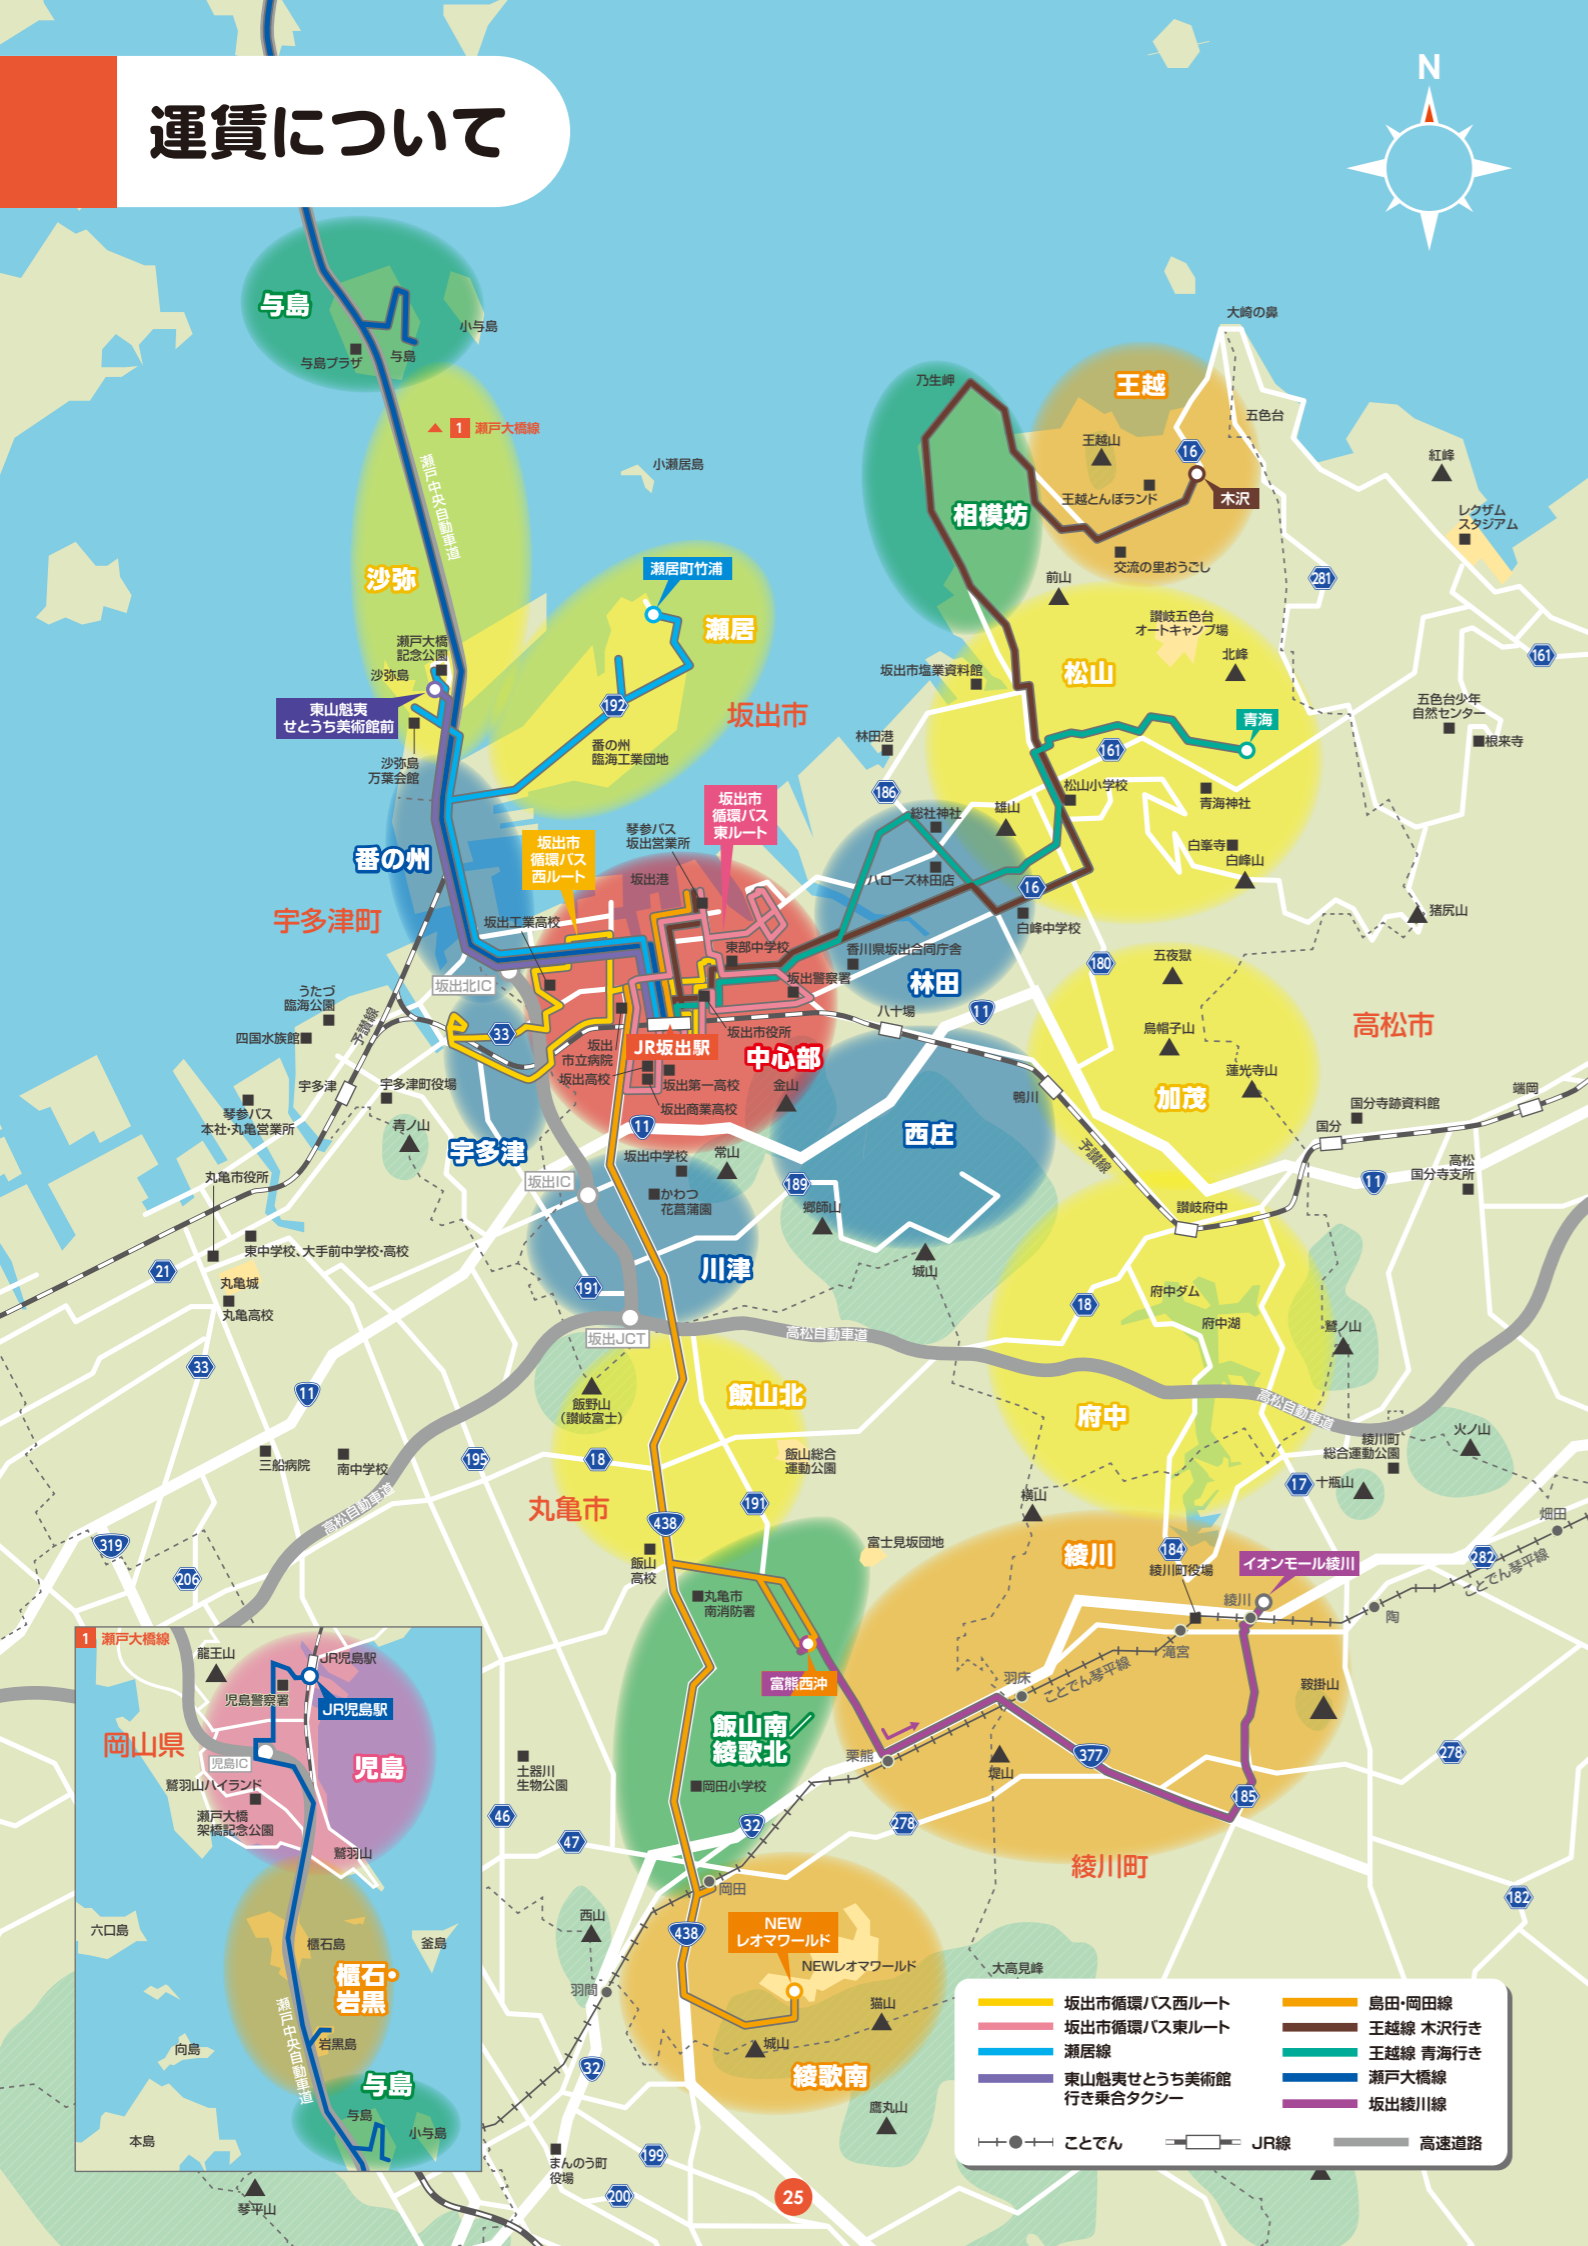 運賃について
N
与島
小与島
与島プラザ
与島
1 瀬戸大橋線
瀬戸中央自動車道
小瀬居島
沙弥
瀬居町竹浦
瀬居
瀬戸大橋
記念公園
沙弥島
東山魁夷
せとうち美術館前
沙弥島
万葉会館
192
番の州
臨海工業団地
坂出市
大崎の鼻
乃生岬
王越
五色台
王越山
16
木沢
王越とんぼランド
交流の里おうごし
相模坊
紅峰
レクザム
スタジアム
前山
281
讃岐五色台
オートキャンプ場
北峰
161
坂出市塩業資料館
松山
青海
161
五色台少年
自然センター
根来寺
林田港
186
松山小学校
青海神社
総社神社
雄山
白峯寺
白峰山
ハローズ林田店
16
白峰中学校
猪尻山
番の州
坂出市
循環バス
西ルート
琴参バス
坂出営業所
坂出市
循環バス
東ルート
坂出港
宇多津町
坂出工業高校
東部中学校
香川県坂出合同庁舎
坂出警察署
林田
180
五夜嶽
坂出北IC
うたづ
臨海公園
四国水族館
予讃線
33
坂出
市立病院
JR坂出駅
坂出市役所
中心部
八十場
11
烏帽子山
高松市
坂出高校
坂出第一高校
坂出商業高校
金山
宇多津
宇多津町役場
琴参バス
本社・丸亀営業所
青ノ山
宇多津
鴨川
蓮光寺山
加茂
端岡
国分寺跡資料館
国分
西庄
11
坂出中学校
常山
坂出IC
かわつ
花菖蒲園
189
郷師山
予讃線
11
高松
国分寺支所
讃岐府中
丸亀市役所
東中学校、大手前中学校・高校
21
丸亀城
丸亀高校
川津
191
城山
18
府中ダム
府中湖
鷲ノ山
坂出JCT
高松自動車道
33
11
飯野山
(讃岐富士)
飯山北
府中
高松自動車道
火ノ山
綾川町
総合運動公園
三船病院
南中学校
195
18
飯山総合
運動公園
17
十瓶山
高松自動車道
丸亀市
191
横山
438
畑田
319
富士見坂団地
飯山
高校
綾川
184
綾川町役場
イオンモール綾川
282
ことでん琴平線
206
丸亀市
南消防署
綾川
陶
滝宮
1 瀬戸大橋線
龍王山
JR児島駅
児島警察署
JR児島駅
岡山県
児島IC
児島
鷲羽山ハイランド
瀬戸大橋
架橋記念公園
鷲羽山
富熊西沖
羽床
ことでん琴平線
鞍掛山
飯山南／
綾歌北
栗熊
堤山
377
278
土器川
生物公園
岡田小学校
46
47
32
278
185
綾川町
182
岡田
西山
438
NEW
レオマワールド
NEWレオマワールド
大高見峰
六口島
櫃石島
釜島
櫃石・
岩黒
瀬戸中央自動車道
向島
岩黒島
与島
与島
小与島
本島
羽間
猫山
城山
綾歌南
32
鷹丸山
199
まんのう町
役場
200
琴平山
坂出市循環バス西ルート
坂出市循環バス東ルート
瀬居線
東山魁夷せとうち美術館
行き乗合タクシー
島田・岡田線
王越線 木沢行き
王越線 青海行き
瀬戸大橋線
坂出綾川線
ことでん
JR線
高速道路
25